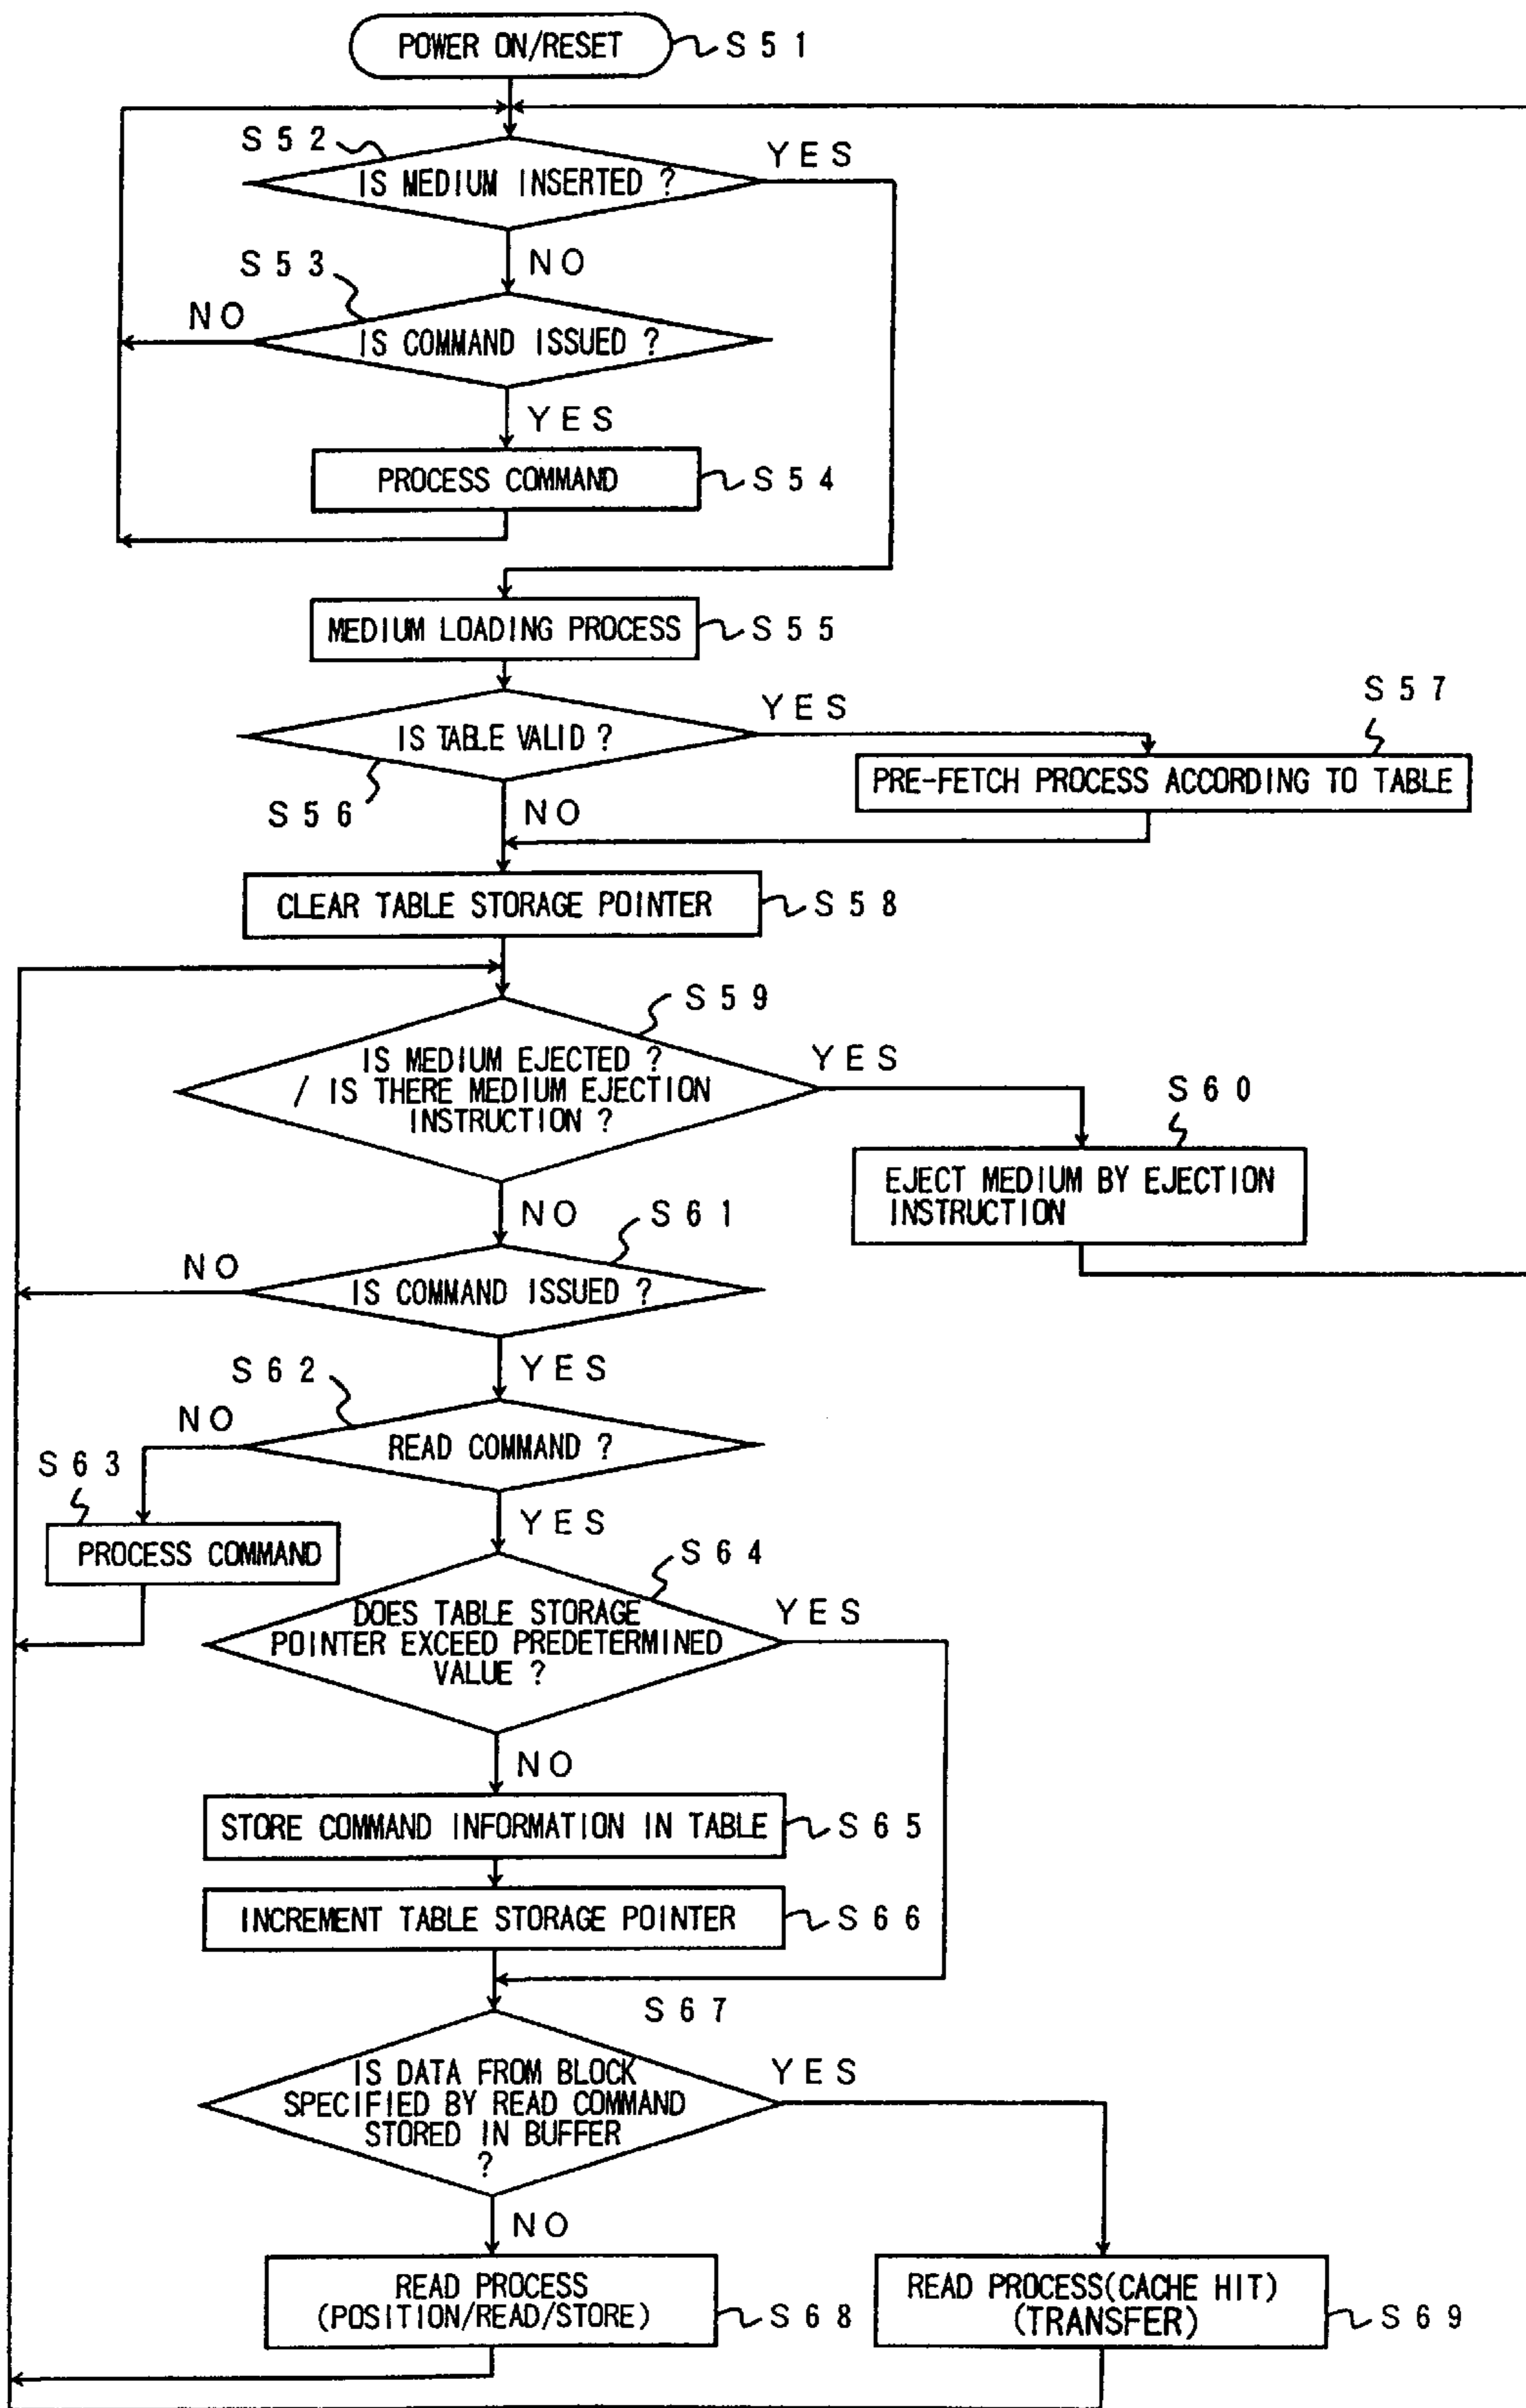 POWER ON/RESET
S51
S52
YES
IS MEDIUM INSERTED ?
NO
S53
NO
IS COMMAND ISSUED ?
YES
PROCESS COMMAND
S54
MEDIUM LOADING PROCESS
S55
YES
S57
IS TABLE VALID ?
PRE-FETCH PROCESS ACCORDING TO TABLE
S56
NO
CLEAR TABLE STORAGE POINTER
S58
S59
IS MEDIUM EJECTED ?
/ IS THERE MEDIUM EJECTION
INSTRUCTION ?
YES
S60
EJECT MEDIUM BY EJECTION
INSTRUCTION
NO
S61
NO
IS COMMAND ISSUED ?
YES
S62
NO
READ COMMAND ?
S63
YES
PROCESS COMMAND
S64
DOES TABLE STORAGE
POINTER EXCEED PREDETERMINED
VALUE ?
YES
NO
STORE COMMAND INFORMATION IN TABLE
S65
INCREMENT TABLE STORAGE POINTER
S66
S67
IS DATA FROM BLOCK
SPECIFIED BY READ COMMAND
STORED IN BUFFER
?
YES
NO
READ PROCESS
(POSITION/READ/STORE)
S68
READ PROCESS(CACHE HIT)
(TRANSFER)
S69